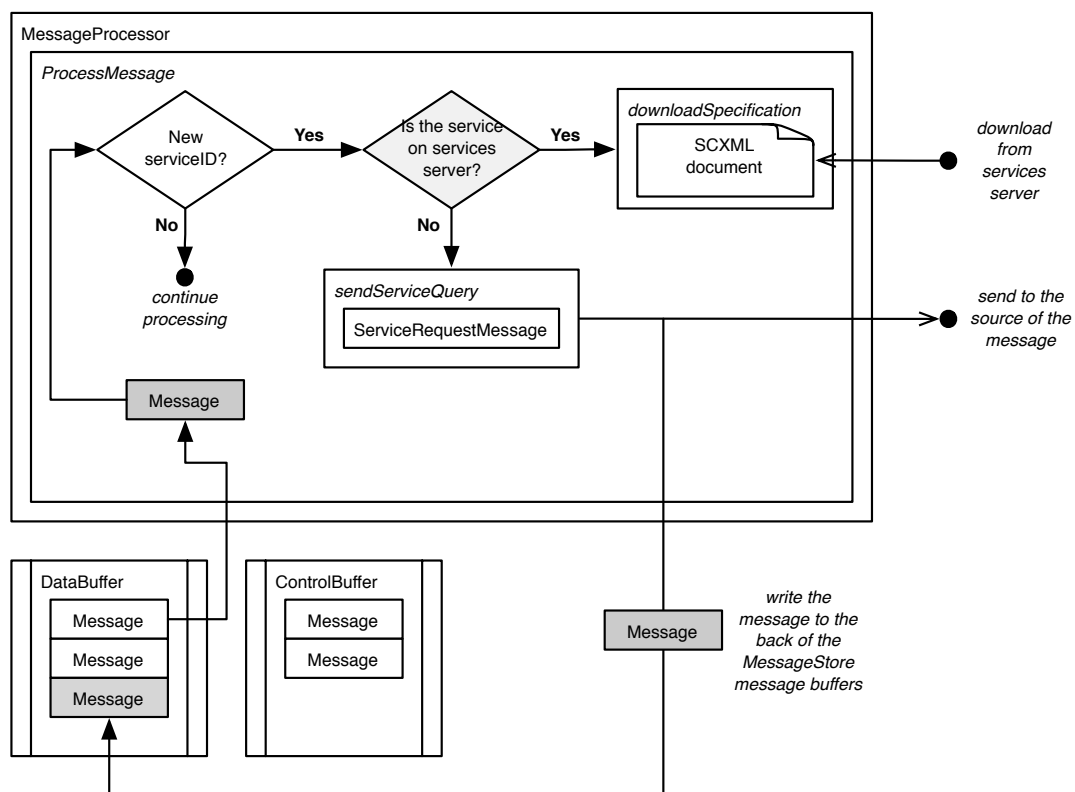 MessageProcessor
ProcessMessage
New
serviceID?
Yes
Is the service
on services
server?
Yes
downloadSpecification
SCXML
document
download
from
services
server
No
continue
processing
No
sendServiceQuery
ServiceRequestMessage
send to the
source of the
message
Message
DataBuffer
Message
Message
Message
ControlBuffer
Message
Message
Message
write the
message to the
back of the
MessageStore
message buffers